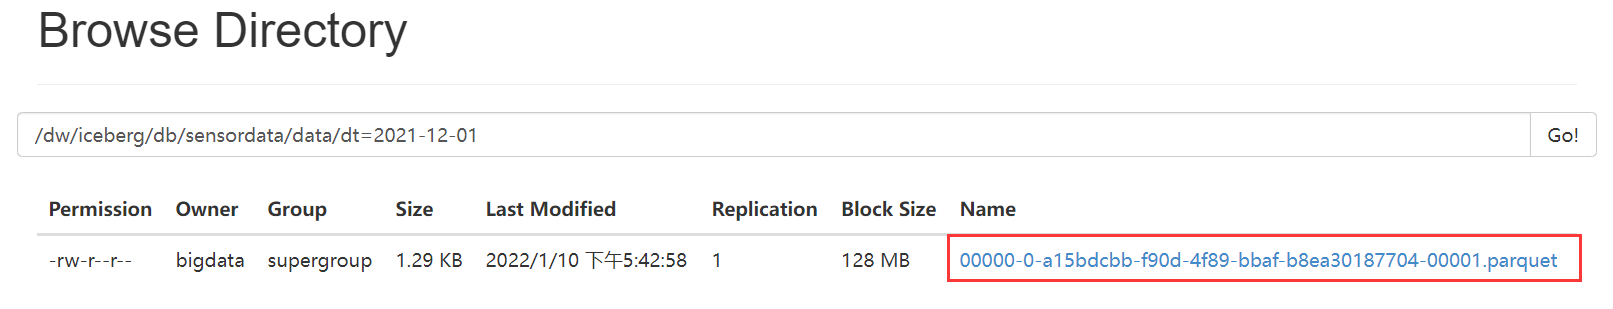 Browse Directory
/dw/iceberg/db/sensordata/data/dt=2021-12-01 Go!
Permission Owner Group Size Last Modified Replication Block Size Name
-rw-r--r-- bigdata supergroup 1.29 KB 2022/1/10 下午5:42:58 1 128 MB 00000-0-a15bdcbb-f90d-4f89-bbaf-b8ea30187704-00001.parquet